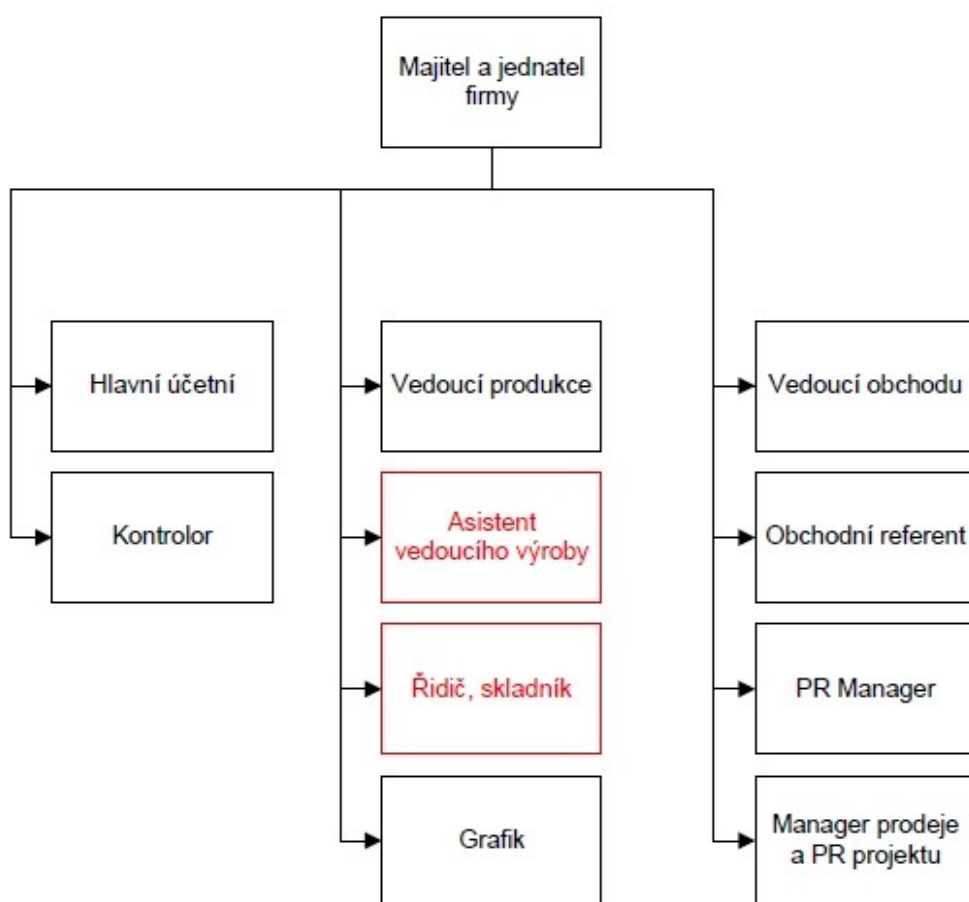 Majitel a jednatel
firmy
Hlavní účetní
Vedoucí produkce
Vedoucí obchodu
Kontrolor
Asistent
vedoucího výroby
Obchodní referent
Řidič, skladník
PR Manager
Grafik
Manager prodeje
a PR projektu